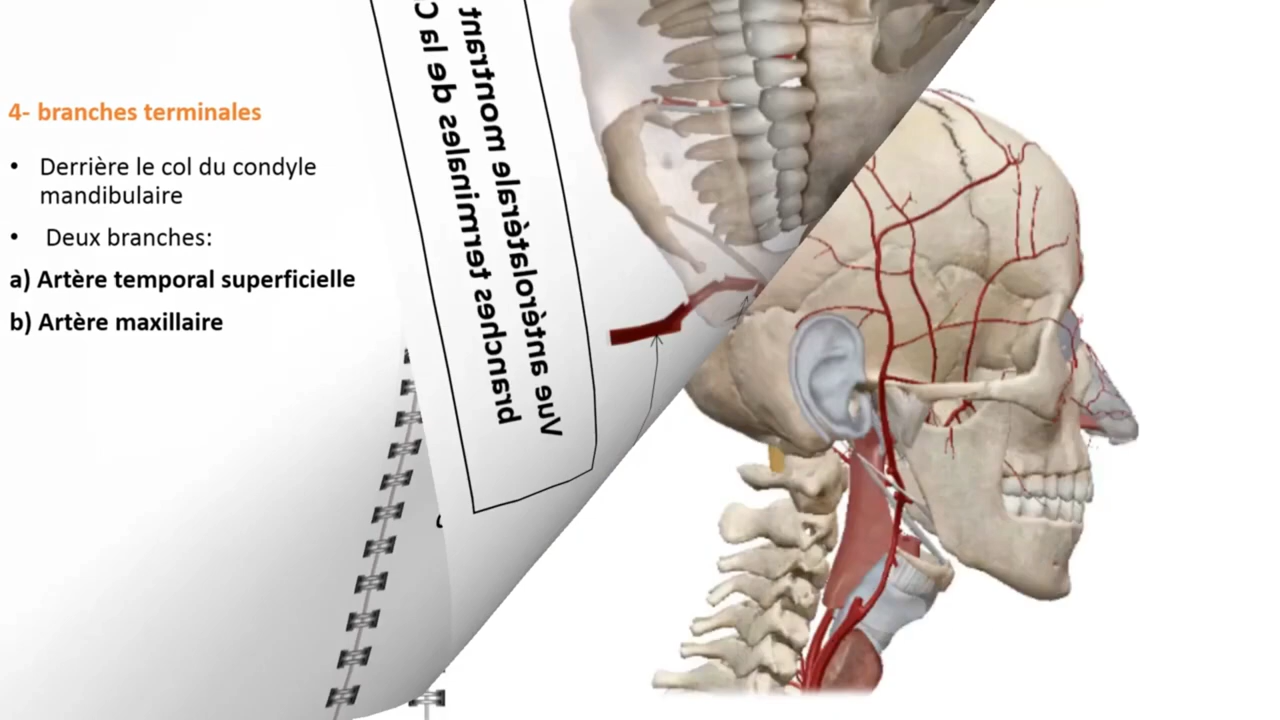 4- branches terminales
• Derrière le col du condyle
mandibulaire
• Deux branches:
a) Artère temporal superficielle
b) Artère maxillaire
Vue antérolatérale montrant
branches terminales de la C